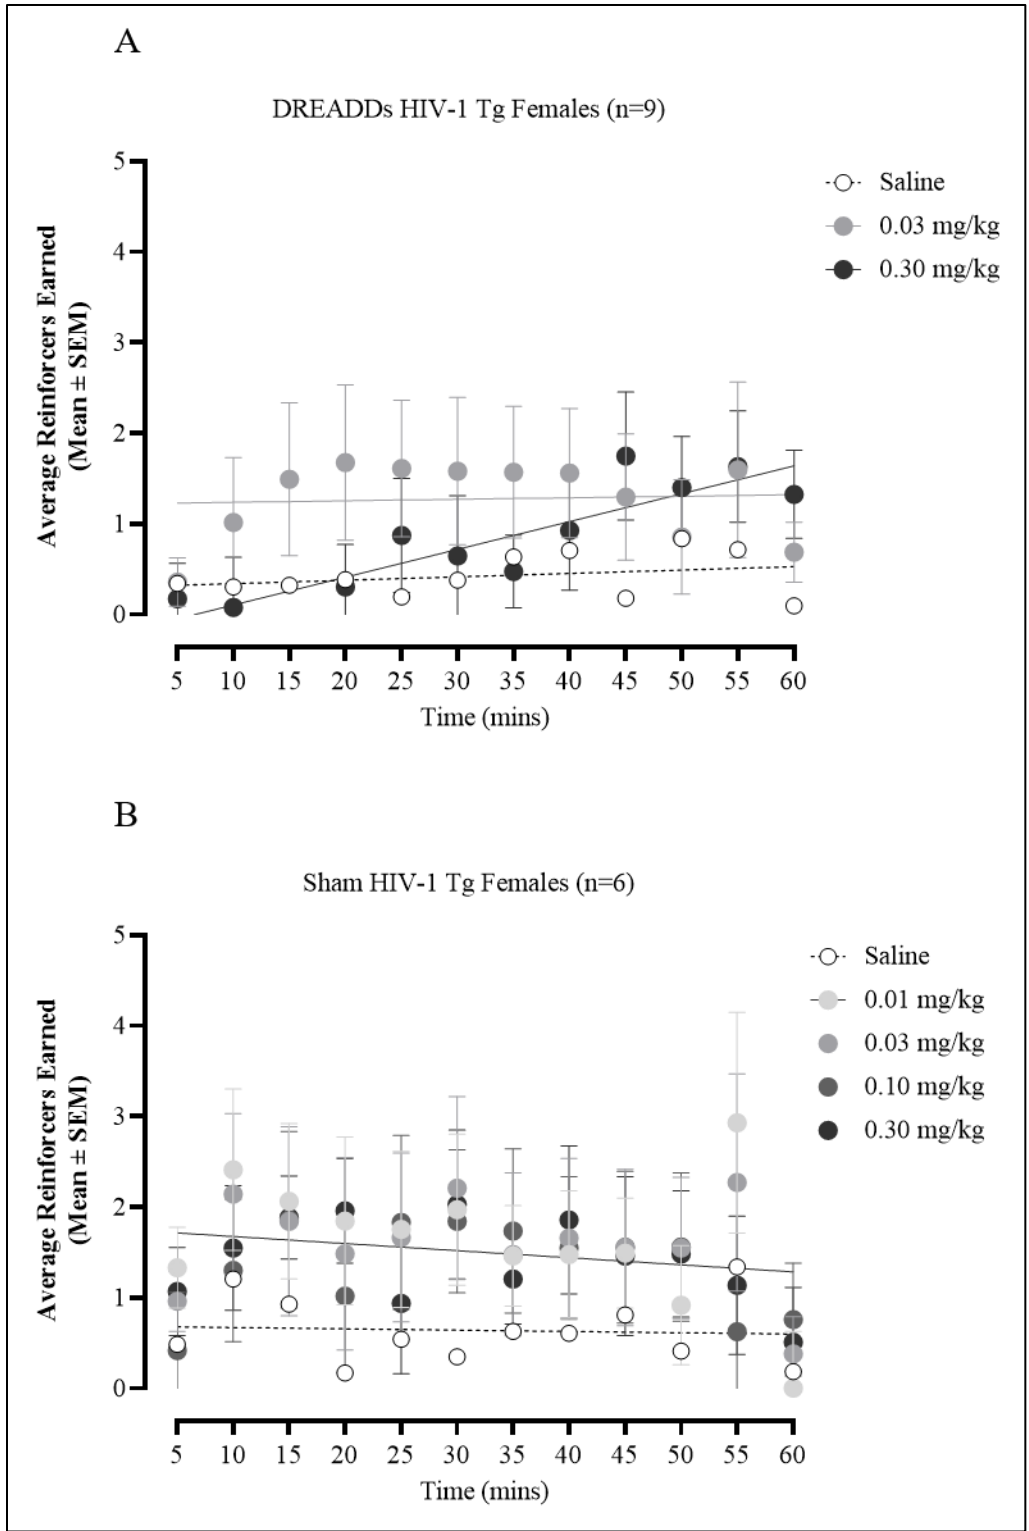 A
DREADDs HIV-1 Tg Females (n=9)
Average Reinforcers Earned
(Mean ± SEM)
5
4
3
2
1
0
5 10 15 20 25 30 35 40 45 50 55 60
Time (mins)
Saline
0.03 mg/kg
0.30 mg/kg
B
Sham HIV-1 Tg Females (n=6)
Average Reinforcers Earned
(Mean ± SEM)
5
4
3
2
1
0
5 10 15 20 25 30 35 40 45 50 55 60
Time (mins)
Saline
0.01 mg/kg
0.03 mg/kg
0.10 mg/kg
0.30 mg/kg